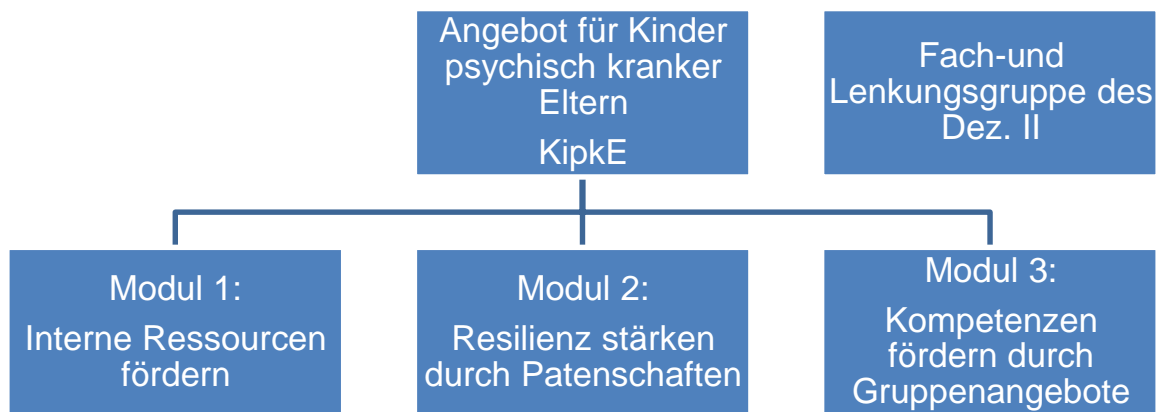 Angebot für Kinder
psychisch kranker
Eltern
KipkE
Fach-und
Lenkungsgruppe des
Dez. II
Modul 1:
Interne Ressourcen
fördern
Modul 2:
Resilienz stärken
durch Patenschaften
Modul 3:
Kompetenzen
fördern durch
Gruppenangebote